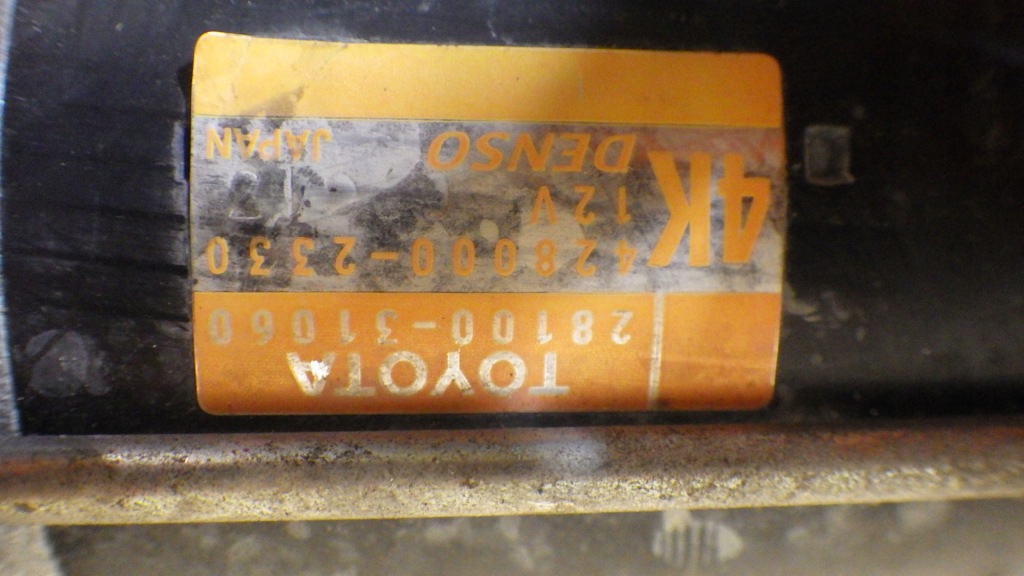 TOYOTA
28100-31060
4K
428000-2330
12V
DENSO
JAPAN